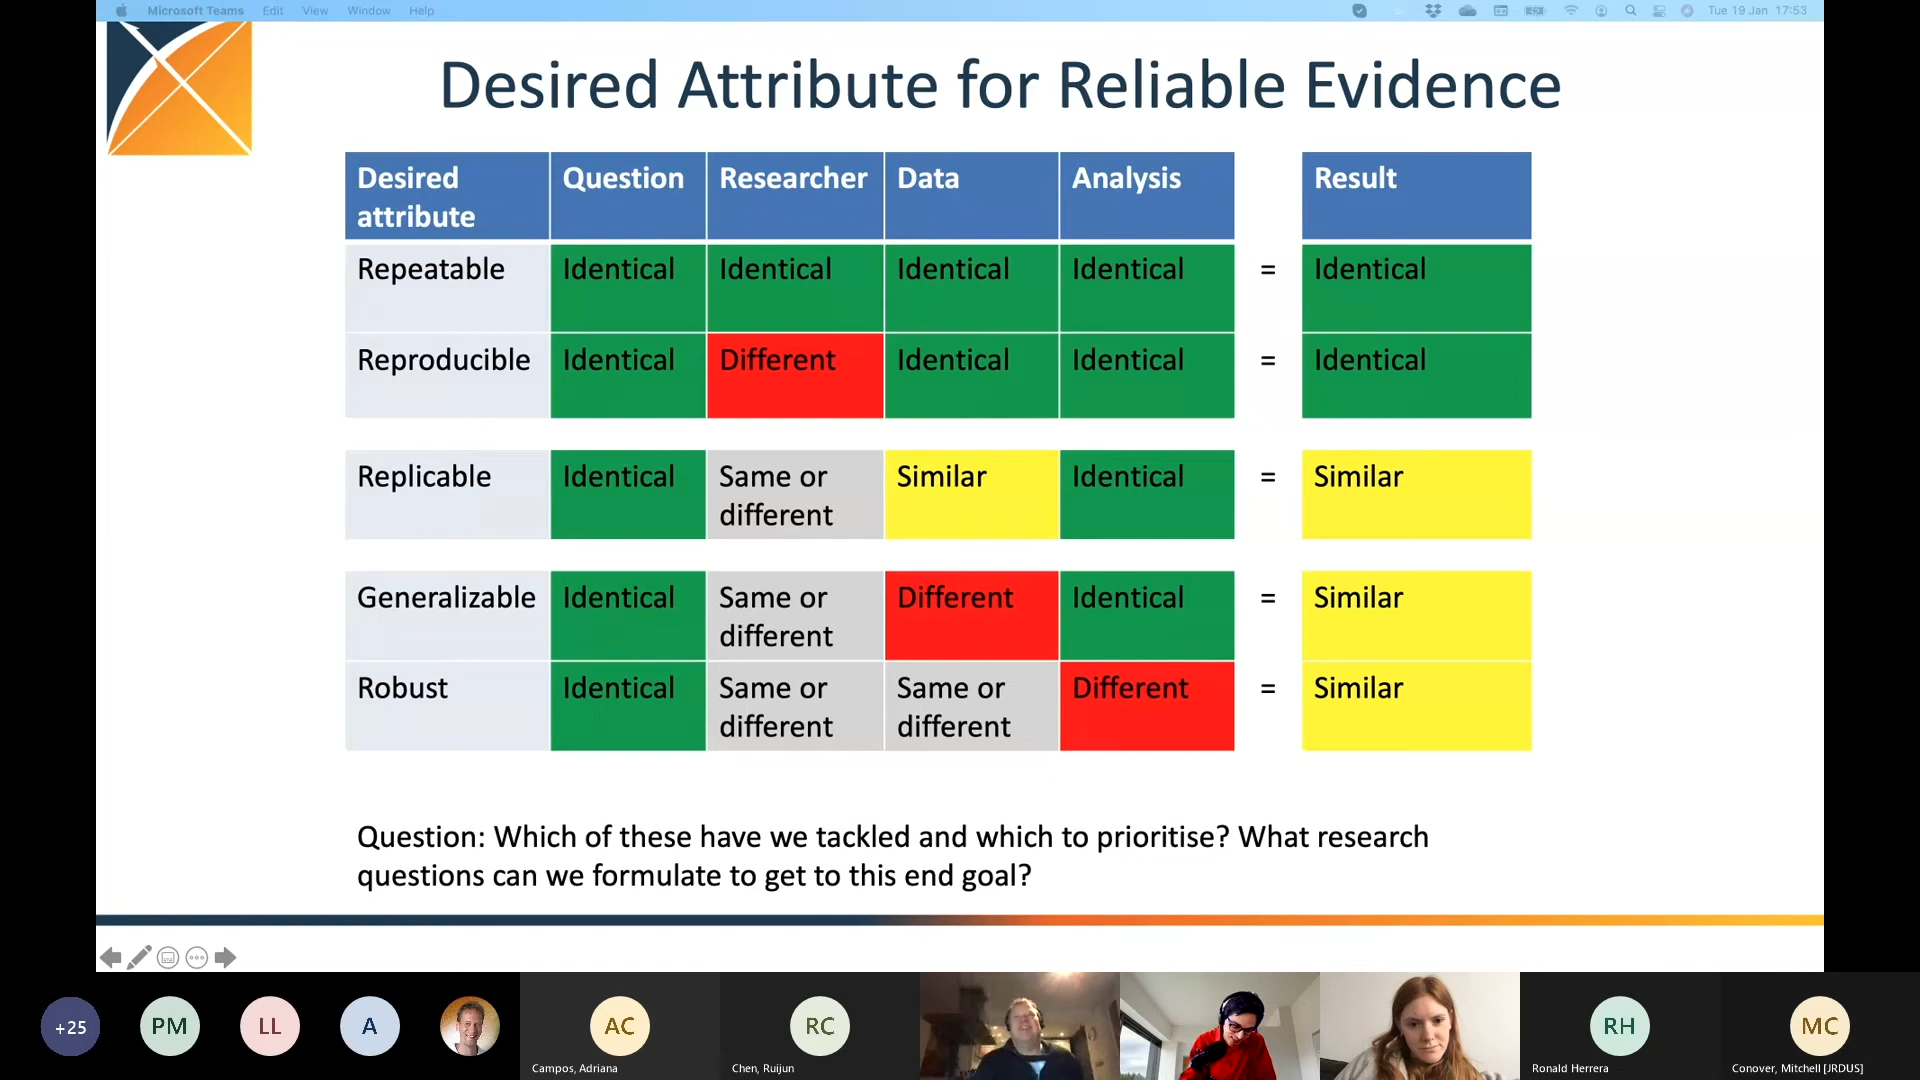 Microsoft Teams Edit View Window Help Tue 19 Jan 17:53
Desired Attribute for Reliable Evidence
Desired attribute Question Researcher Data Analysis Result
Repeatable Identical Identical Identical Identical = Identical
Reproducible Identical Different Identical Identical = Identical
Replicable Identical Same or different Similar Identical = Similar
Generalizable Identical Same or different Different Identical = Similar
Robust Identical Same or different Same or different Different = Similar
Question: Which of these have we tackled and which to prioritise? What research
questions can we formulate to get to this end goal?
+25 PM LL A AC RC RH MC
Campos, Adriana Chen, Ruijun Ronald Herrera Conover, Mitchell [JRDUS]